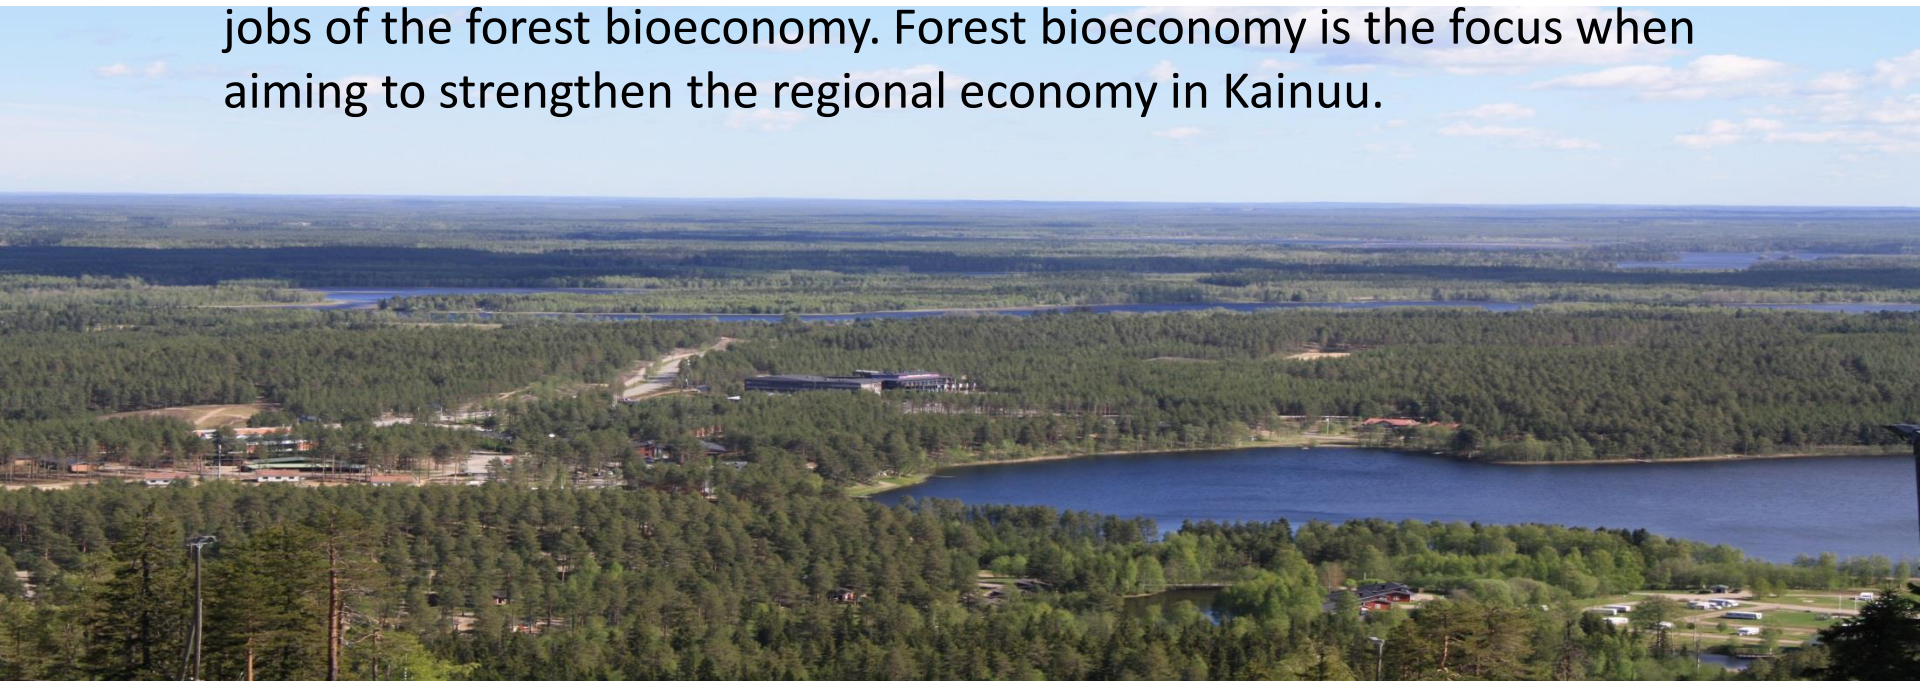 jobs of the forest bioeconomy. Forest bioeconomy is the focus when
aiming to strengthen the regional economy in Kainuu.